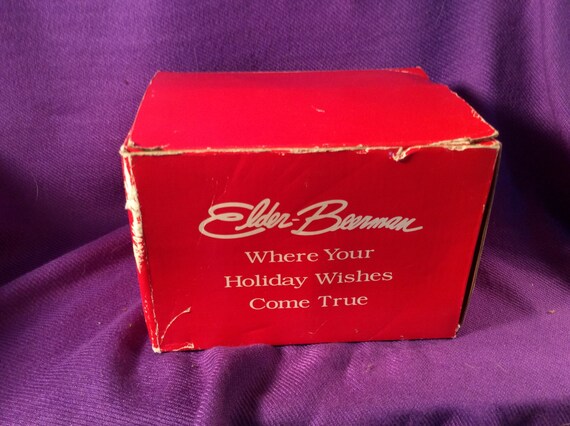 Elder-Beerman
Where Your
Holiday Wishes
Come True